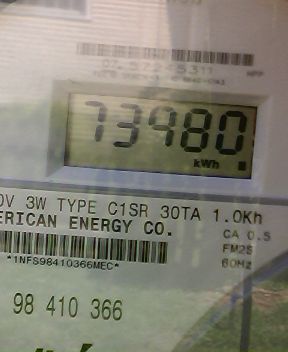 73980
kWh
0V 3W TYPE C1SR 30TA 1.0Kh
ERICAN ENERGY CO.
CA 0.5
FM2S
60Hz
*1NFS98410366MEC*
98 410 366